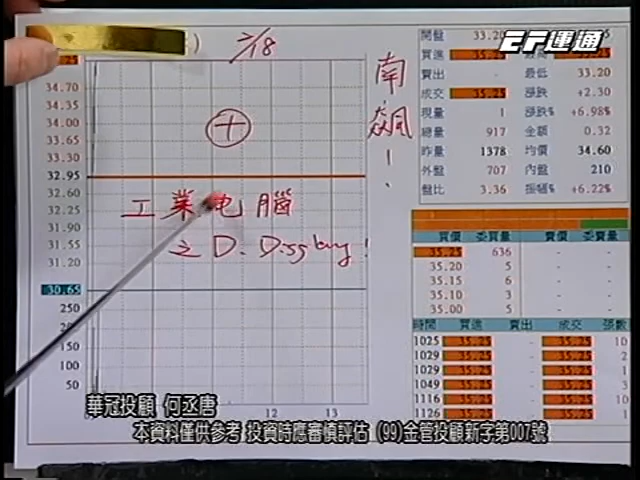 2/18
EF運通
南飆!
34.70
34.35
34.00
33.65
33.30
32.95
32.60
32.25
31.90
31.55
31.20
30.65
250
150
100
50
12 13
工業电腦
之 D.
開盤 33.20
買進 35.25 最高
賣出 - 最低 33.20
成交 35.25 漲跌 +2.30
現量 1 漲跌% +6.98%
總量 917 金額 0.32
昨量 1378 均價 34.60
外盤 707 內盤 210
盤比 3.36 振幅% +6.22%
買價 委買量 賣價 委賣量
35.25 636 - -
35.20 5 - -
35.15 6 - -
35.10 3 - -
35.00 5 - -
時間 買進 賣出 成交 張數
1025 35.25 35.25 10
1029 35.25 35.25 2
1029 35.25 35.25 1
1049 35.25 35.25 3
1116 35.25 35.25 10
1126 35.25 35.25 1
華冠投顧 何丞唐
本資料僅供參考 投資時應審慎評估 (99)金管投顧新字第007號